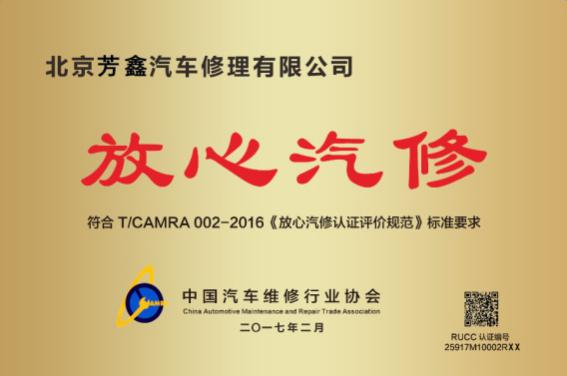 北京芳鑫汽车修理有限公司
放心汽修
符合 T/CAMRA 002-2016《放心汽修认证评价规范》标准要求
CAMRA
中国汽车维修行业协会
China Automotive Maintenance and Repair Trade Association
二〇一七年二月
RUCC 认证编号
25917M10002RXX